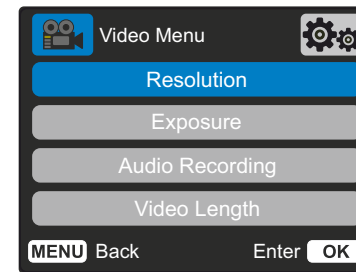 Video Menu
Resolution
Exposure
Audio Recording
Video Length
MENU Back Enter OK